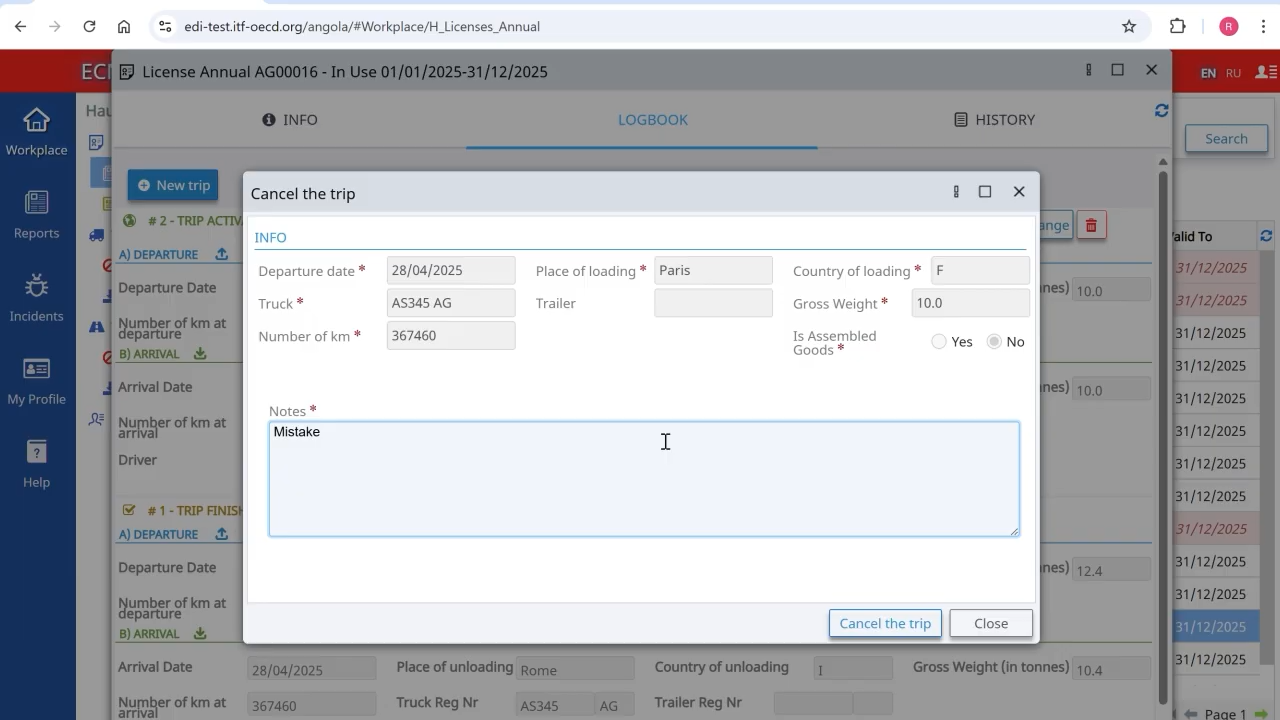 edi-test.itf-oecd.org/angola/#Workplace/H_Licenses_Annual
R
License Annual AG00016 - In Use 01/01/2025-31/12/2025
EN RU
INFO
LOGBOOK
HISTORY
Search
Workplace
Reports
Incidents
My Profile
Help
New trip
# 2 - TRIP
A) DEPARTURE
Departure Date
10.0
Number of km at
departure
B) ARRIVAL
Arrival Date
10.0
Number of km at
arrival
Driver
Cancel the trip
INFO
Departure date * 28/04/2025 Place of loading * Paris Country of loading * F
Truck * AS345 AG Trailer Gross Weight * 10.0
Number of km * 367460 Is Assembled
Goods * Yes No
Notes *
Mistake
Cancel the trip Close
# 1 - TRIP
A) DEPARTURE
Departure Date
12.4
Number of km at
departure
B) ARRIVAL
Arrival Date 28/04/2025 Place of unloading Rome Country of unloading I Gross Weight (in tonnes) 10.4
Number of km at
arrival 367460 Truck Reg Nr AS345 AG Trailer Reg Nr
31/12/2025
31/12/2025
31/12/2025
31/12/2025
31/12/2025
31/12/2025
31/12/2025
31/12/2025
31/12/2025
31/12/2025
31/12/2025
31/12/2025
31/12/2025
Page 1